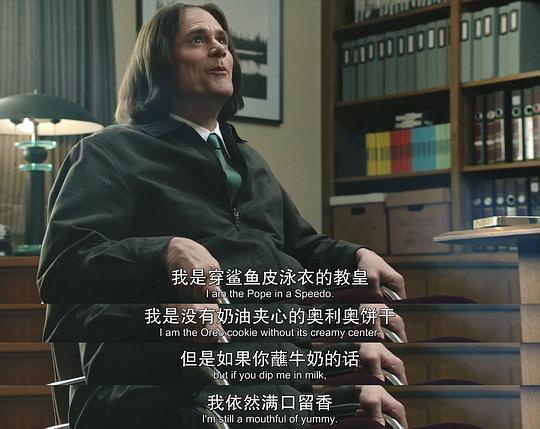 我是穿鲨鱼皮泳衣的教皇
I am the Pope in a Speedo.
我是没有奶油夹心的奥利奥饼干
I am the Oreo cookie without its creamy center,
但是如果你蘸牛奶的话
but if you dip me in milk,
我依然满口留香
I'm still a mouthful of yummy.